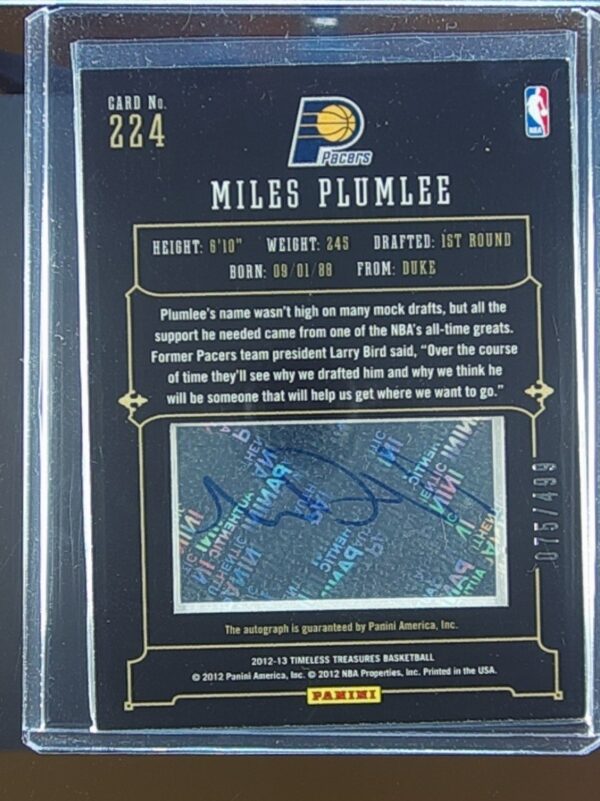 CARD No.
224
Pacers
NBA
MILES PLUMLEE
HEIGHT: 6'10" WEIGHT: 245 DRAFTED: 1ST ROUND
BORN: 09/01/88 FROM: DUKE
Plumlee's name wasn't high on many mock drafts, but all the
support he needed came from one of the NBA's all-time greats.
Former Pacers team president Larry Bird said, "Over the course
of time they'll see why we drafted him and why we think he
will be someone that will help us get where we want to go."
075/499
The autograph is guaranteed by Panini America, Inc.
2012-13 TIMELESS TREASURES BASKETBALL
© 2012 Panini America, Inc. © 2012 NBA Properties, Inc. Printed in the USA.
PANINI